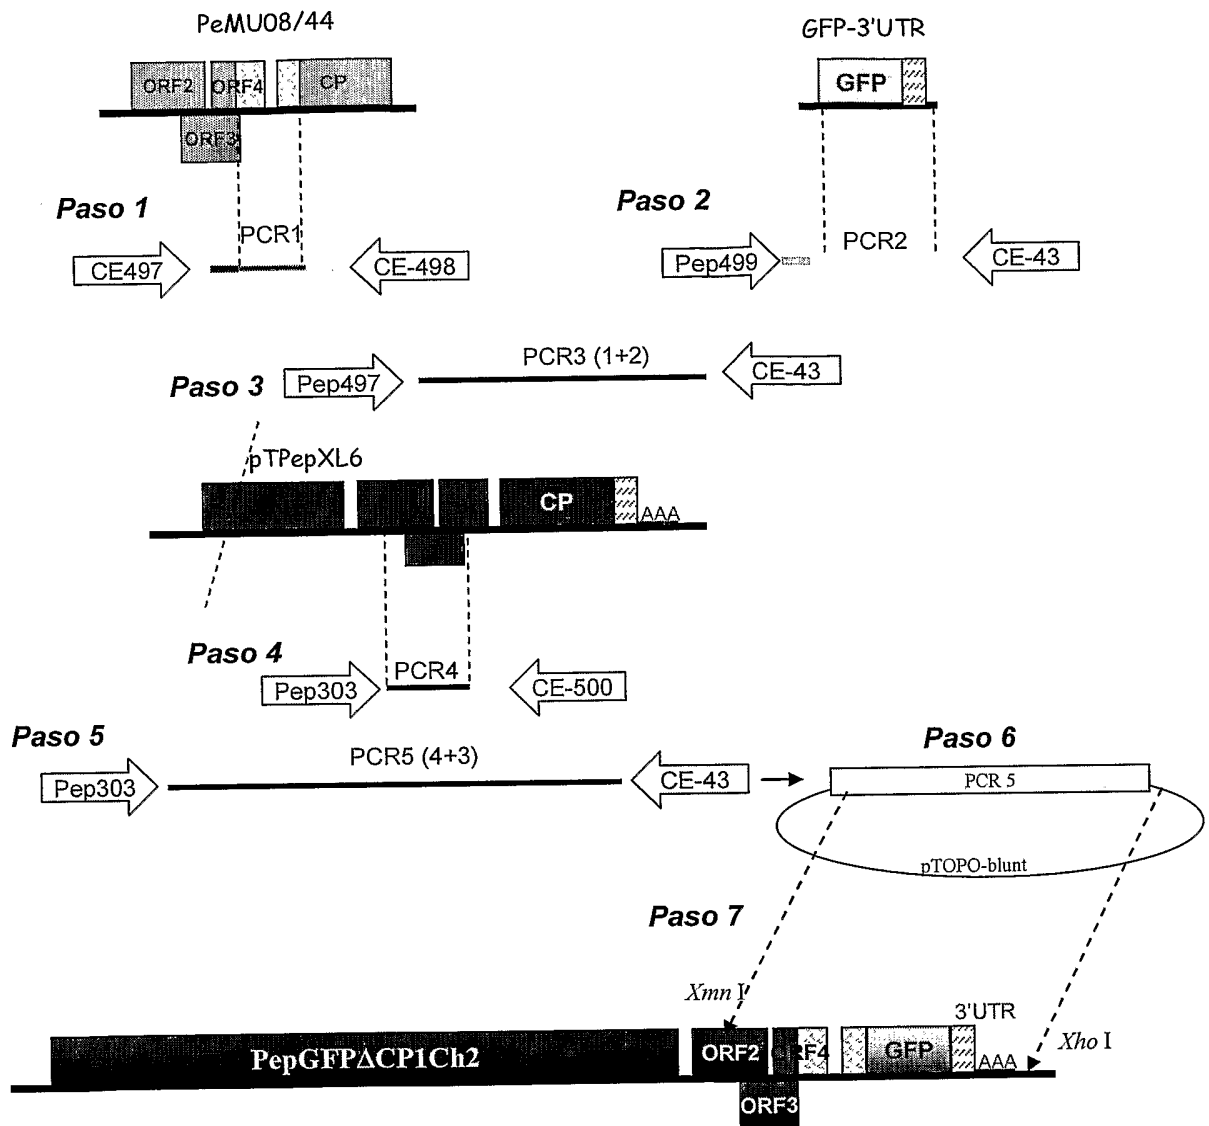 PeMU08/44
GFP-3'UTR
ORF2
ORF4
CP
GFP
ORF3
Paso 1
Paso 2
PCR1
PCR2
CE497
CE-498
Pep499
CE-43
PCR3 (1+2)
Paso 3
Pep497
CE-43
pTPepXL6
CP
AAA
Paso 4
PCR4
Pep303
CE-500
Paso 5
Paso 6
PCR5 (4+3)
Pep303
CE-43
PCR 5
pTOPO-blunt
Paso 7
Xmn I
3'UTR
Xho I
PepGFPΔCP1Ch2
ORF2
ORF4
GFP
AAA
ORF3